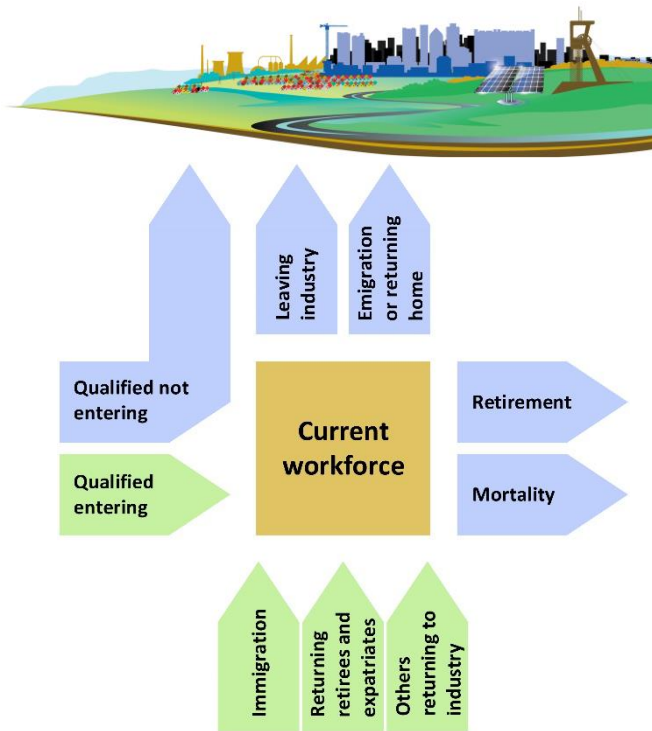 Leaving
industry
Emigration
or returning
home
Qualified not
entering
Current
workforce
Retirement
Qualified
entering
Mortality
Immigration
Returning
retirees and
expatriates
Others
returning to
industry